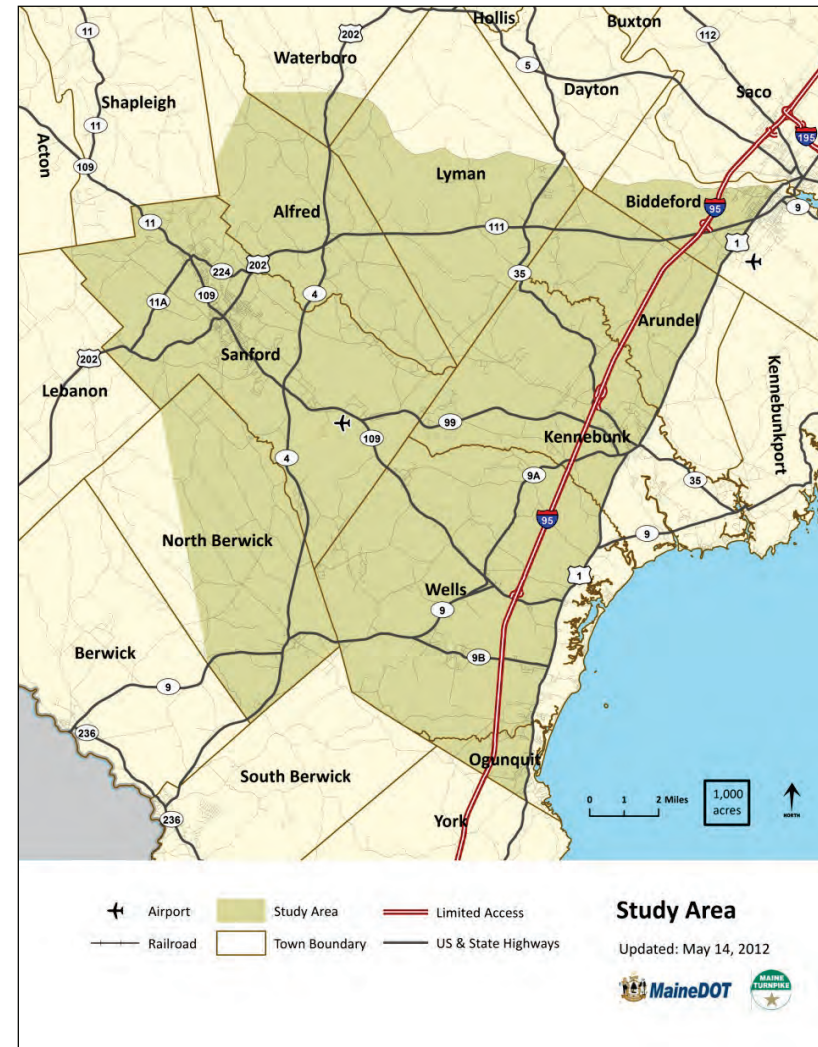 Hollis
Buxton
11
202
112
Waterboro
5
Shapleigh
Dayton
Saco
11
195
Acton
Lyman
109
Biddeford
95
Alfred
9
11
111
1
202
224
35
109
4
11A
Arundel
Sanford
202
Lebanon
Kennebunkport
99
109
Kennebunk
4
9A
35
95
9
North Berwick
1
Wells
9
Berwick
9B
9
236
Ogunquit
South Berwick
0 1 2 Miles
1,000
acres
NORTH
236
York
Airport
Study Area
Limited Access
Railroad
Town Boundary
US & State Highways
Study Area
Updated: May 14, 2012
MaineDOT
MAINE
TURNPIKE